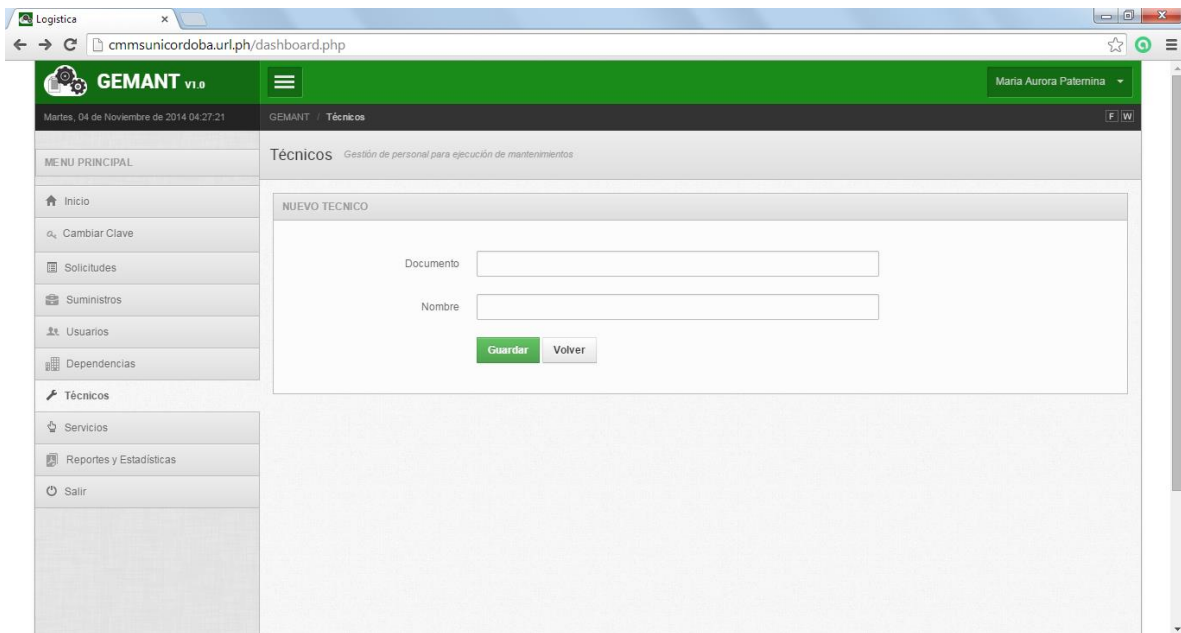 Logistica
cmmsunicordoba.url.ph/dashboard.php
GEMANT V1.0
Maria Aurora Paternina
Martes, 04 de Noviembre de 2014 04:27:21
GEMANT / Técnicos
F W
MENU PRINCIPAL
Técnicos Gestión de personal para ejecución de mantenimientos
Inicio
Cambiar Clave
Solicitudes
Suministros
Usuarios
Dependencias
Técnicos
Servicios
Reportes y Estadísticas
Salir
NUEVO TECNICO
Documento
Nombre
Guardar Volver